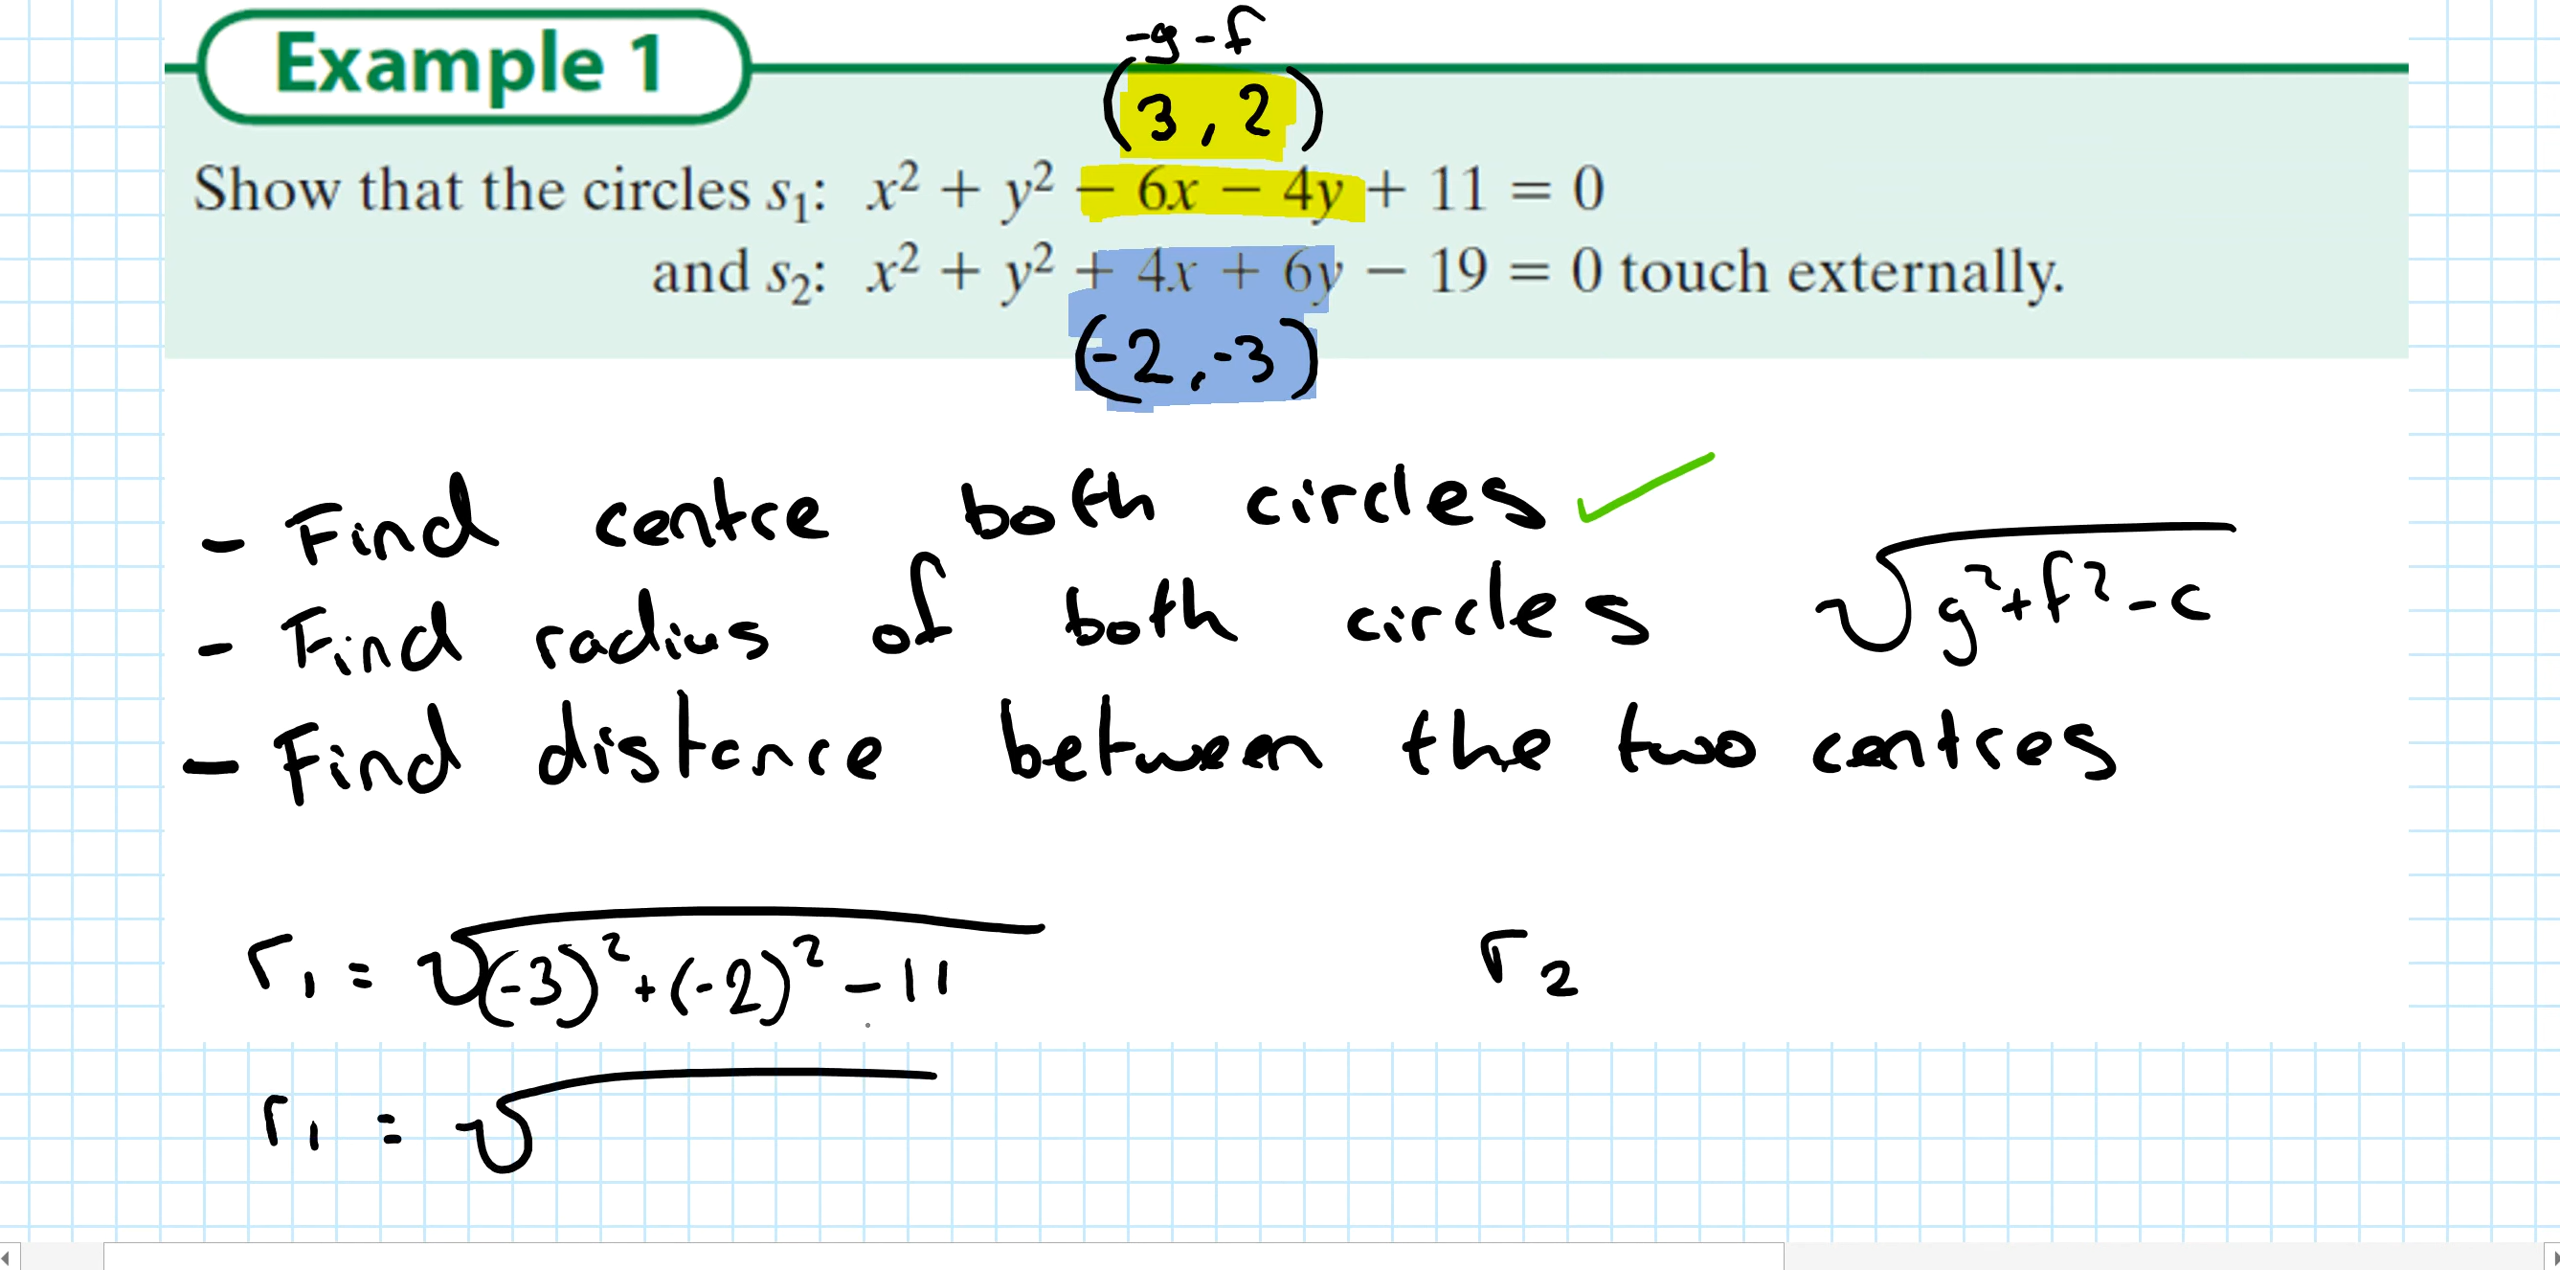 -g -f
Example 1
(3, 2)
Show that the circles s₁: x² + y² − 6x − 4y + 11 = 0
and s₂: x² + y² + 4x + 6y − 19 = 0 touch externally.
(-2, -3)
- Find centre both circles ✓
- Find radius of both circles √(g²+f²-c)
- Find distance between the two centres
r₁ = √((-3)² + (-2)² - 11) r₂
r₁ = √